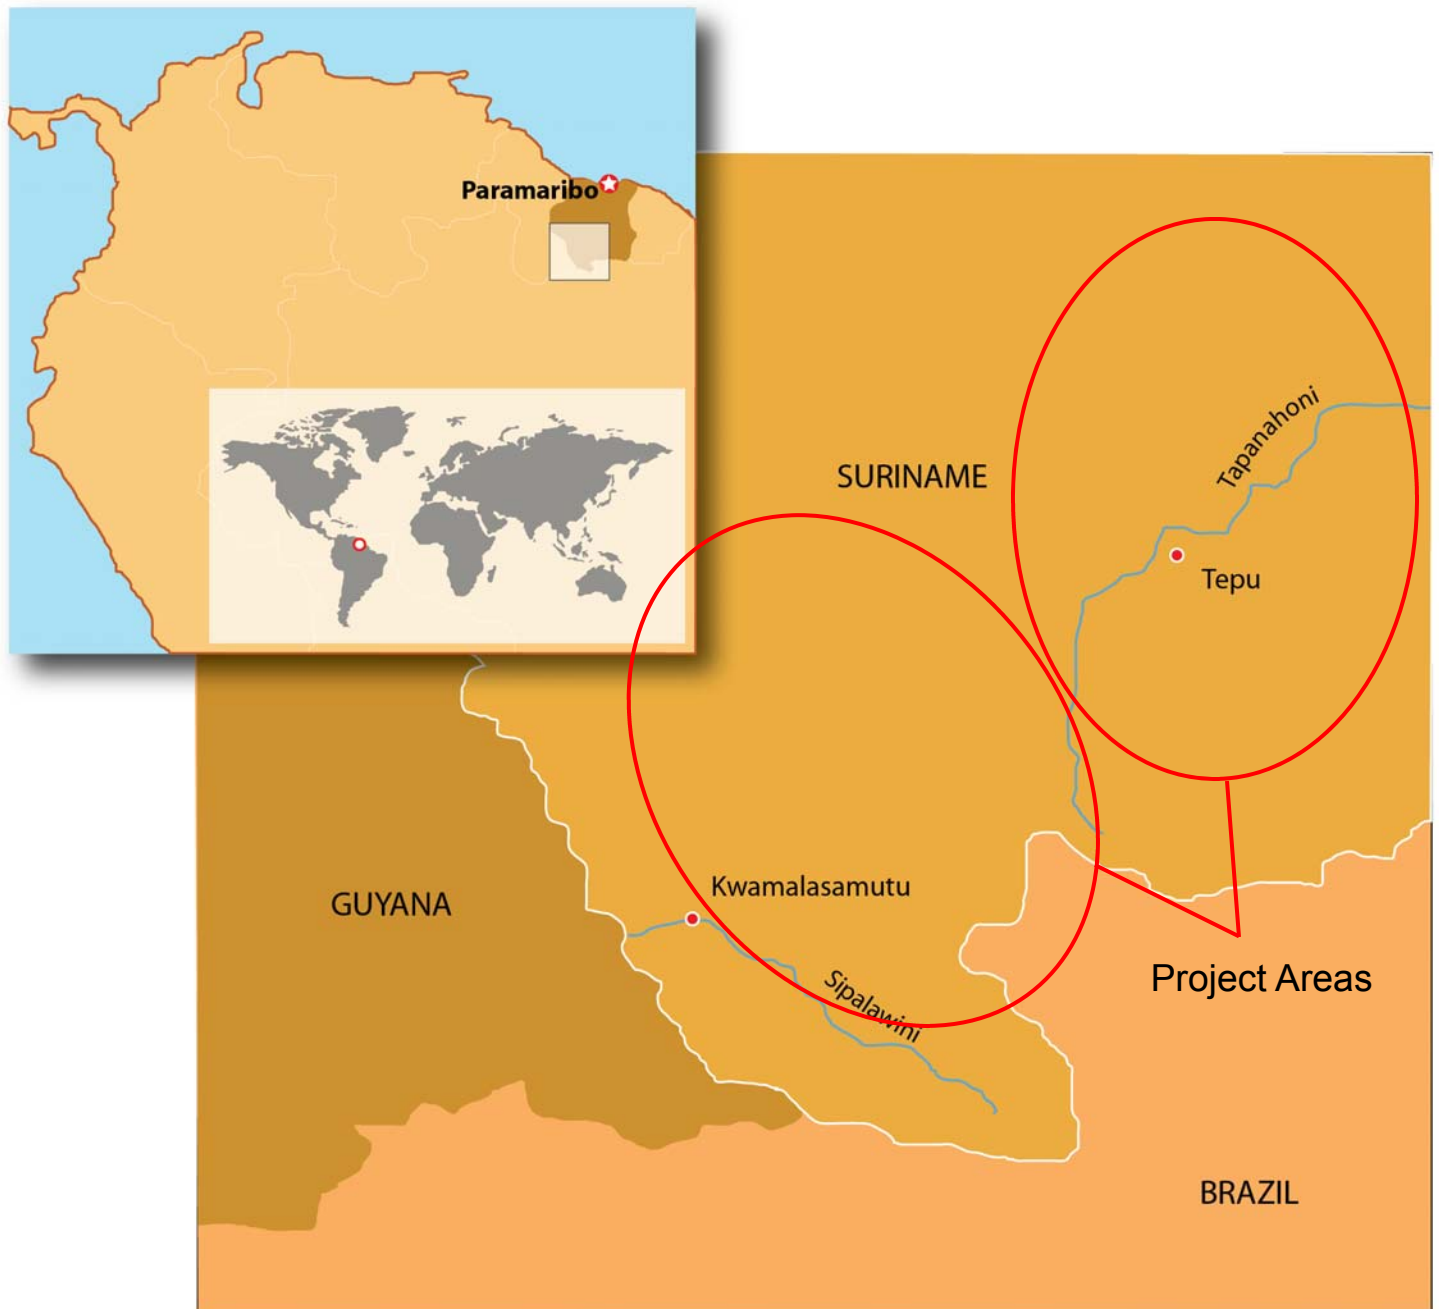 Paramaribo
SURINAME
Tapanahoni
Tepu
Kwamalasamutu
GUYANA
Sipalawini
Project Areas
BRAZIL